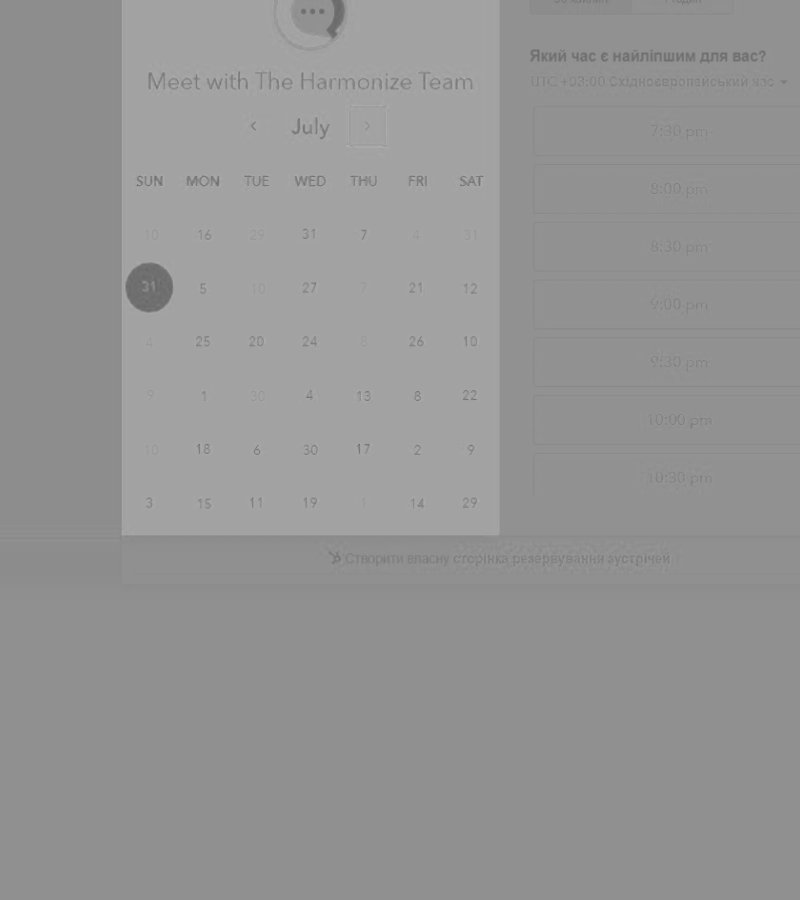 Meet with The Harmonize Team
July
SUN MON TUE WED THU FRI SAT
10 16 29 31 7 4 31
31 5 10 27 7 21 12
4 25 20 24 8 26 10
9 1 30 4 13 8 22
10 18 6 30 17 2 9
3 15 11 19 1 14 29
Який час є найліпшим для вас?
UTC +03:00 Східноєвропейський час
7:30 pm
8:00 pm
8:30 pm
9:00 pm
9:30 pm
10:00 pm
10:30 pm
Створити власну сторінка резервування зустрічей